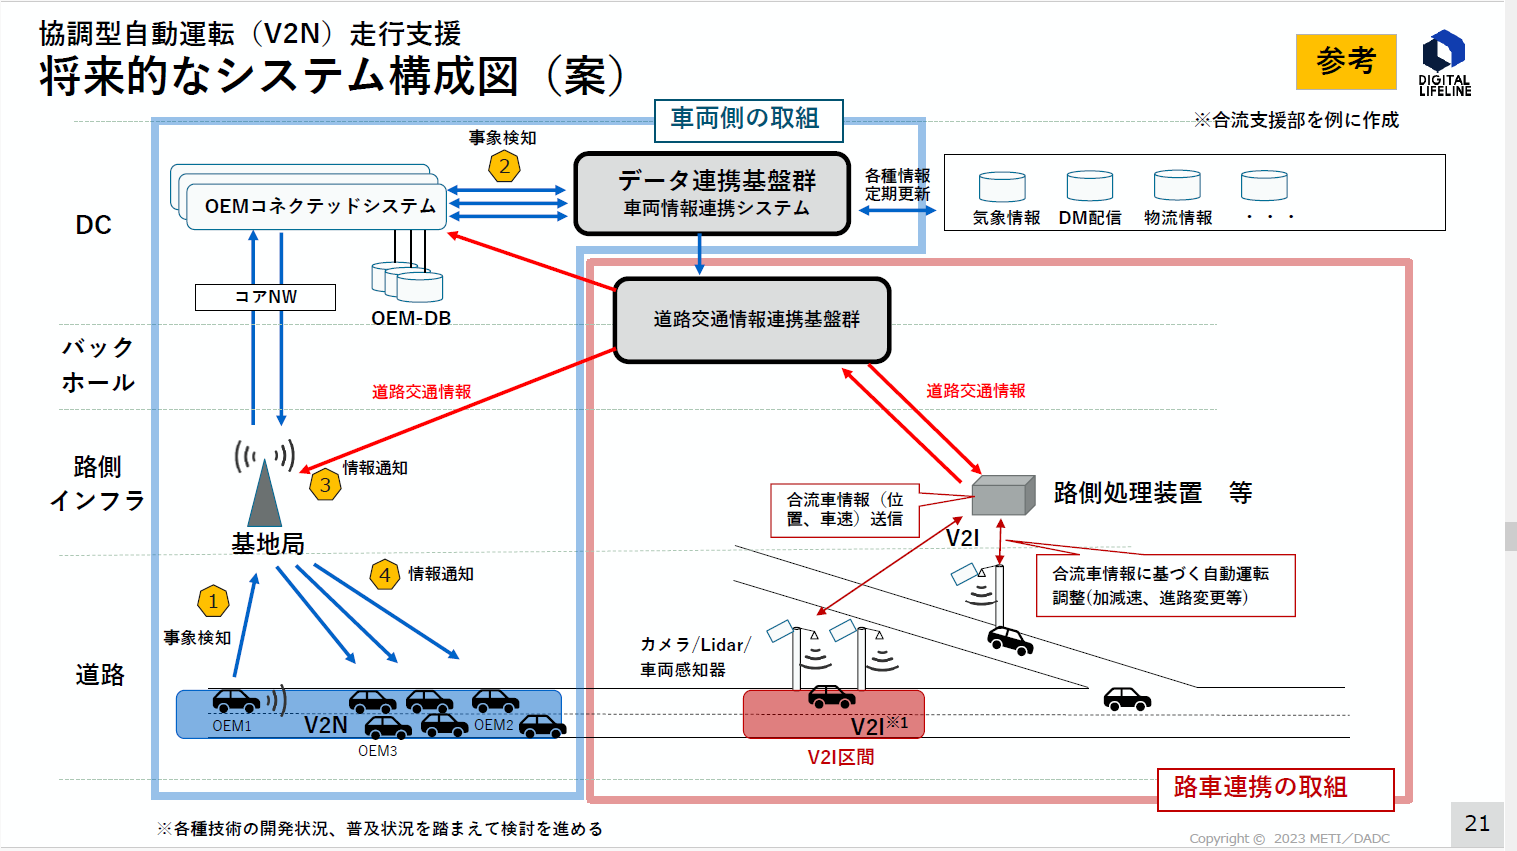 協調型自動運転（V2N）走行支援
将来的なシステム構成図（案）
参考
DIGITAL
LIFELINE
※合流支援部を例に作成
車両側の取組
事象検知
2
DC
OEMコネクテッドシステム
データ連携基盤群
車両情報連携システム
各種情報
定期更新
気象情報
DM配信
物流情報
・・・
コアNW
OEM-DB
道路交通情報連携基盤群
バック
ホール
道路交通情報
道路交通情報
路側
インフラ
3
情報通知
基地局
合流車情報（位
置、車速）送信
路側処理装置　等
V2I
4
情報通知
合流車情報に基づく自動運転
調整(加減速、進路変更等)
1
事象検知
道路
カメラ/Lidar/
車両感知器
OEM1
V2N
OEM3
OEM2
V2I※1
V2I区間
路車連携の取組
※各種技術の開発状況、普及状況を踏まえて検討を進める
Copyright © 2023 METI／DADC
21